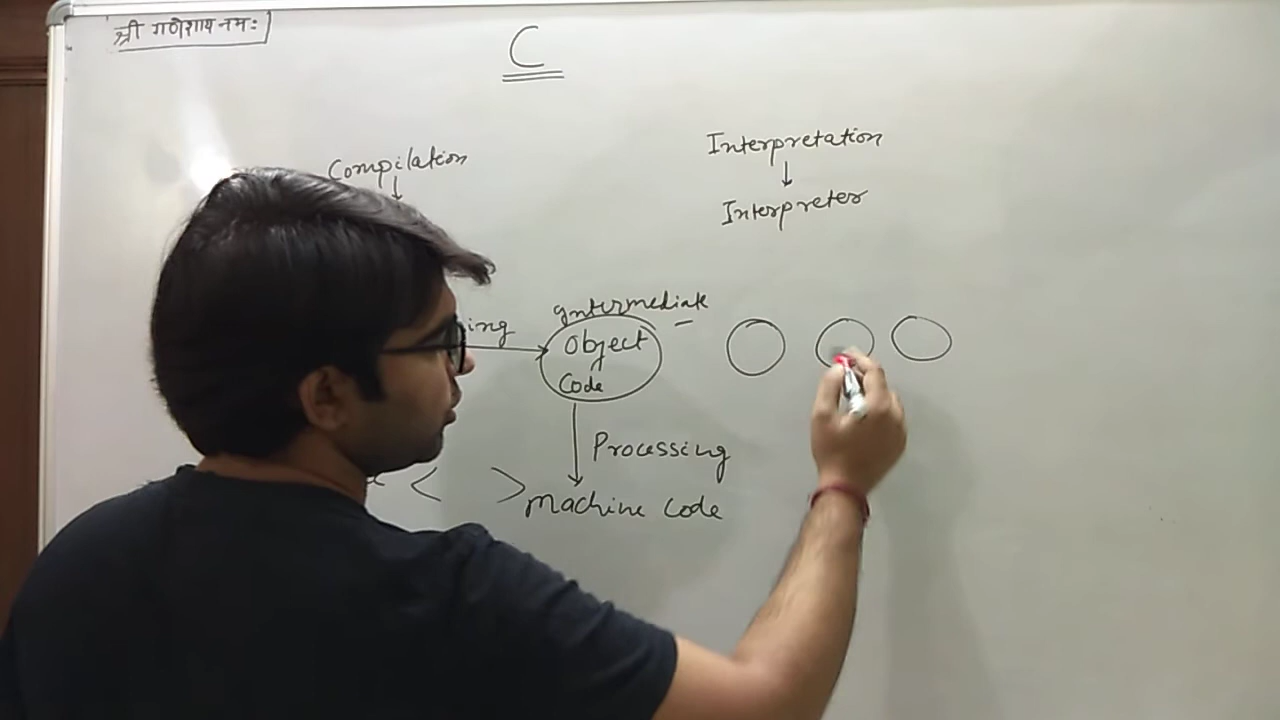 श्री गणेशाय नमः
C
Compilation
Interpretation
Interpreter
Intermediate
ing
Object
Code
Processing
< >
Machine Code